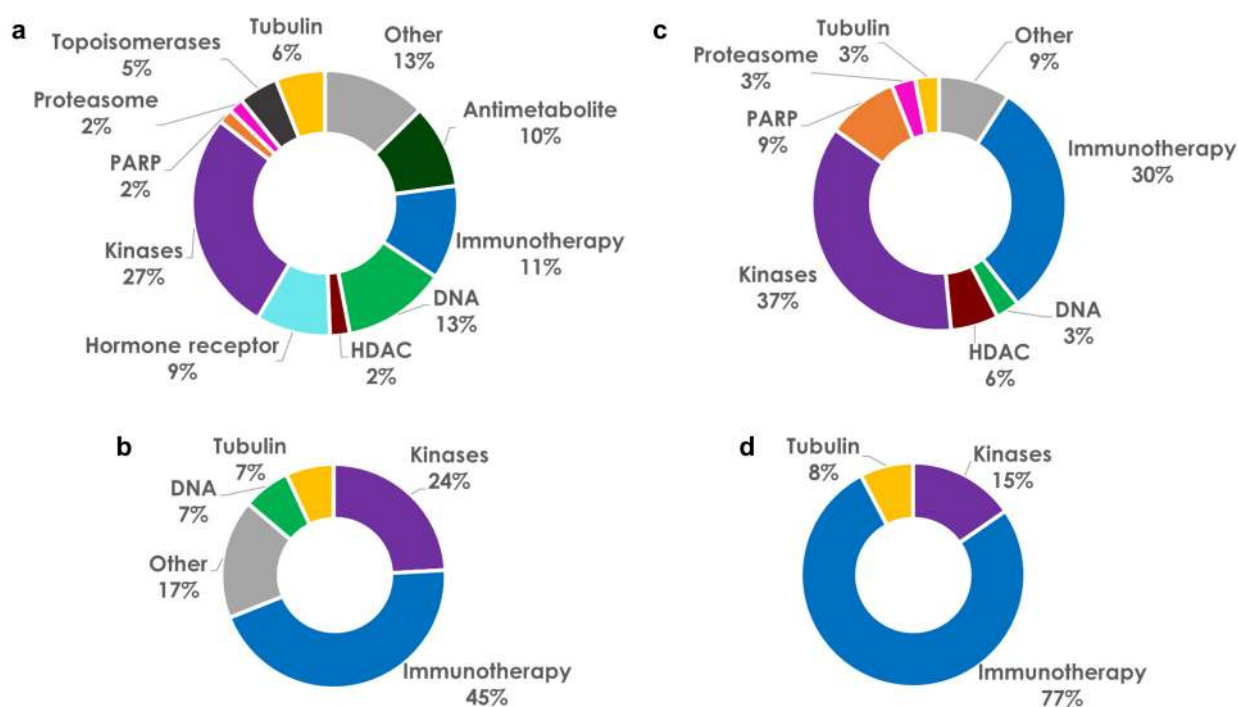 a
Tubulin
6%
Other
13%
Topoisomerases
5%
Antimetabolite
10%
Proteasome
2%
PARP
2%
Immunotherapy
11%
Kinases
27%
DNA
13%
Hormone receptor
9%
HDAC
2%
c
Tubulin
3%
Other
9%
Proteasome
3%
PARP
9%
Immunotherapy
30%
Kinases
37%
DNA
3%
HDAC
6%
b
Tubulin
7%
Kinases
24%
DNA
7%
Other
17%
Immunotherapy
45%
d
Tubulin
8%
Kinases
15%
Immunotherapy
77%